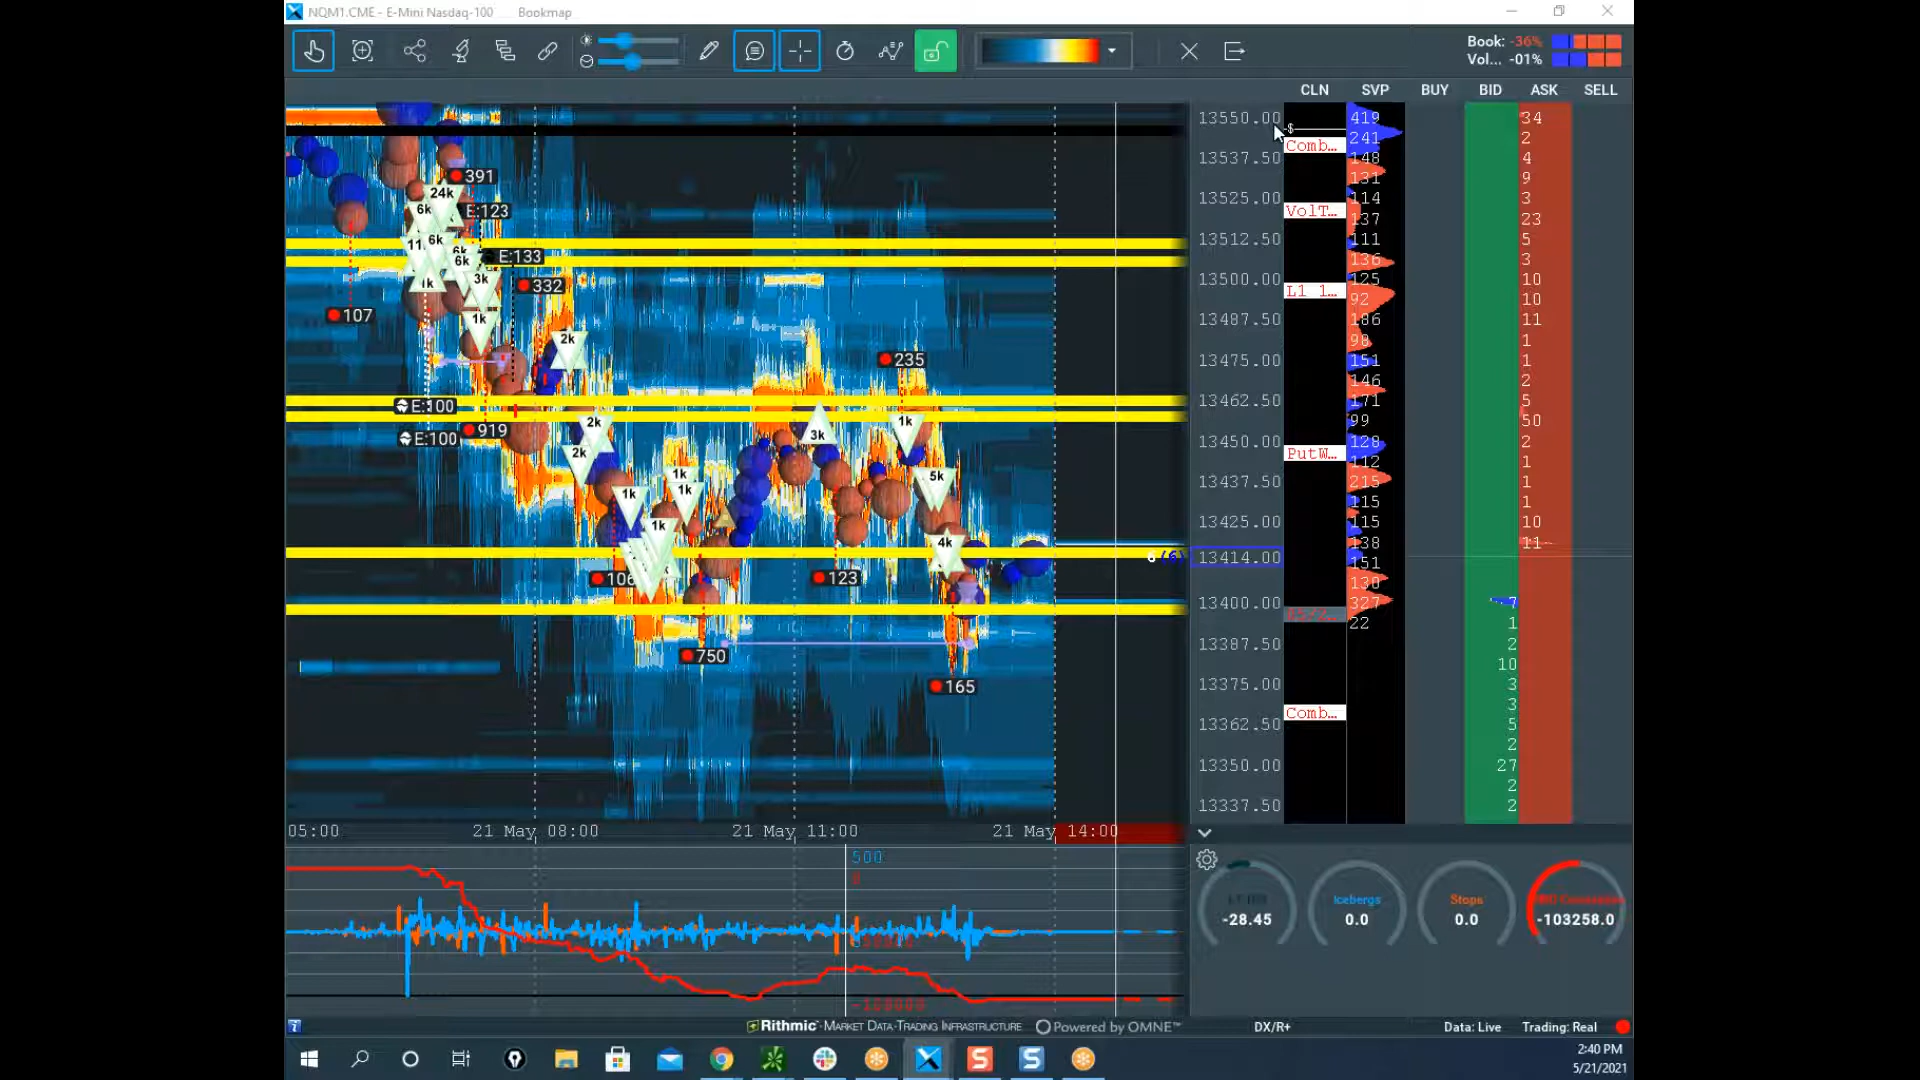 NQM1.CME - E-Mini Nasdaq-100 Bookmap
Book: -36%
Vol... -01%
CLN SVP BUY BID ASK SELL
13550.00
13537.50
13525.00
13512.50
13500.00
13487.50
13475.00
13462.50
13450.00
13437.50
13425.00
13414.00
13400.00
13387.50
13375.00
13362.50
13350.00
13337.50
$
Comb...
VolT...
L1 1...
PutW...
Comb...
419
241
148
131
114
137
111
136
125
92
186
98
151
146
171
99
128
112
215
115
115
138
151
130
327
22
7
1
2
10
3
3
5
2
27
2
2
34
2
4
9
3
23
5
3
10
10
11
1
1
2
5
50
2
1
1
1
10
11
391
24k
6k
E:123
11.
6k
6k
6k
E:133
1k
3k
332
107
1k
2k
235
E:100
E:100
919
2k
2k
3k
1k
1k
1k
1k
5k
1k
4k
106
123
750
165
6 (6)
05:00 21 May 08:00 21 May 11:00 21 May 14:00
500
0
-100000
-28.45
Icebergs
0.0
Stops
0.0
-103258.0
Rithmic - MARKET DATA-TRADING INFRASTRUCTURE Powered by OMNE™ DX/R+ Data: Live Trading: Real
2:40 PM
5/21/2021